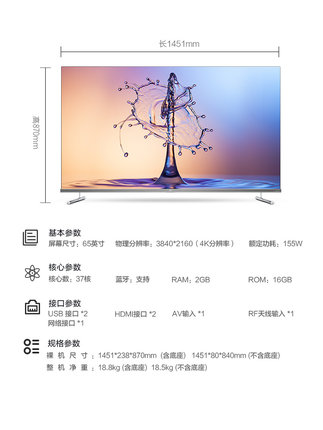 长1451mm
高870mm
基本参数
屏幕尺寸：65英寸 物理分辨率：3840*2160（4K分辨率） 额定功耗：155W
核心参数
核心数：37核 蓝牙：支持 RAM：2GB ROM：16GB
接口参数
USB 接口 *2 HDMI接口 *2 AV输入 *1 RF天线输入 *1
网络接口 *1
规格参数
裸 机 尺 寸：1451*238*870mm（含底座） 1451*80*840mm (不含底座)
整 机 净 重：18.8kg (含底座) 18.5kg (不含底座)